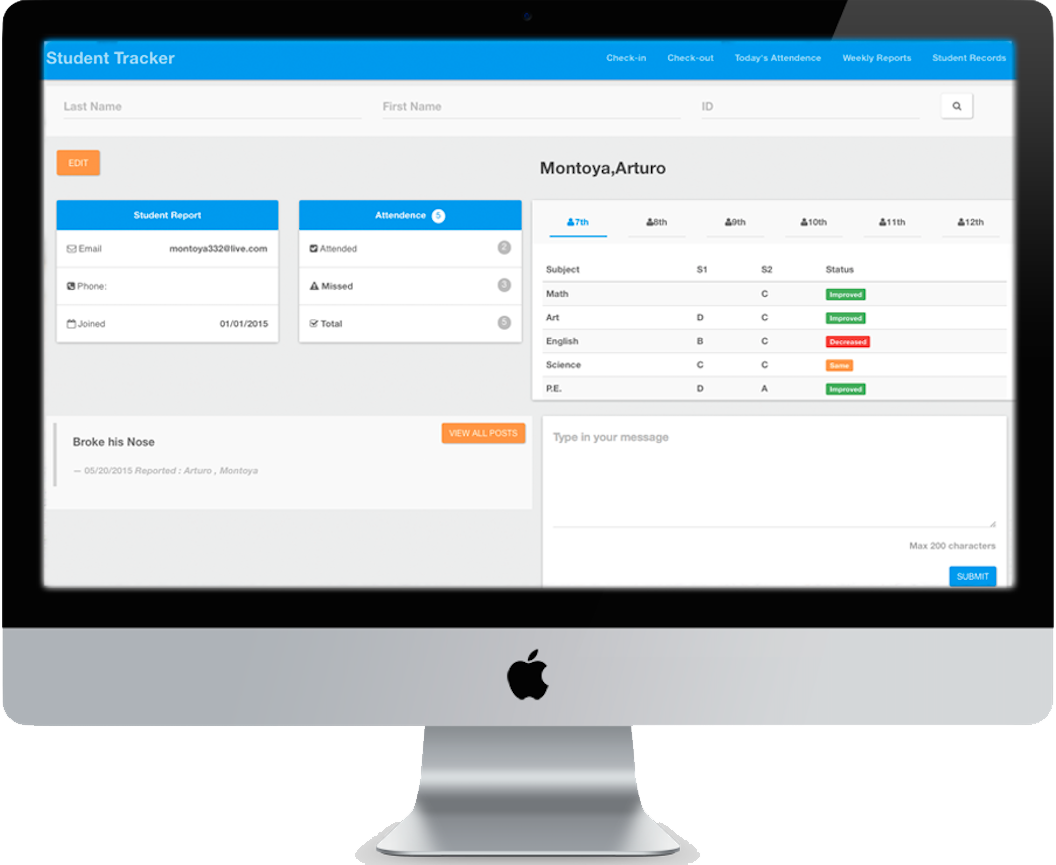 Student Tracker
Check-in Check-out Today's Attendence Weekly Reports Student Records
Last Name First Name ID
EDIT
Montoya,Arturo
Student Report
Email montoya332@live.com
Phone:
Joined 01/01/2015
Attendence 5
Attended 2
Missed 3
Total 5
7th 8th 9th 10th 11th 12th
Subject S1 S2 Status
Math C Improved
Art D C Improved
English B C Decreased
Science C C Same
P.E. D A Improved
Broke his Nose
VIEW ALL POSTS
— 05/20/2015 Reported : Arturo , Montoya
Type in your message
Max 200 characters
SUBMIT